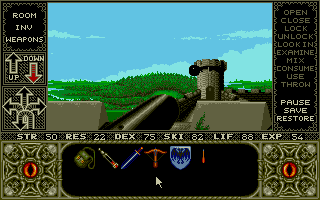 ROOM
INV
WEAPONS
UP
DOWN
OPEN
CLOSE
LOCK
UNLOCK
LOOK IN
EXAMINE
MIX
CONSUME
USE
THROW
PAUSE
SAVE
RESTORE
STR 50 RES 22 DEX 75 SKI 82 LIF 88 EXP 54